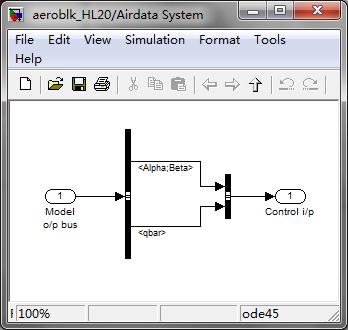 aeroblk_HL20/Airdata System
File Edit View Simulation Format Tools
Help
<Alpha;Beta>
1
Model
o/p bus
1
Control i/p
<qbar>
100%
ode45